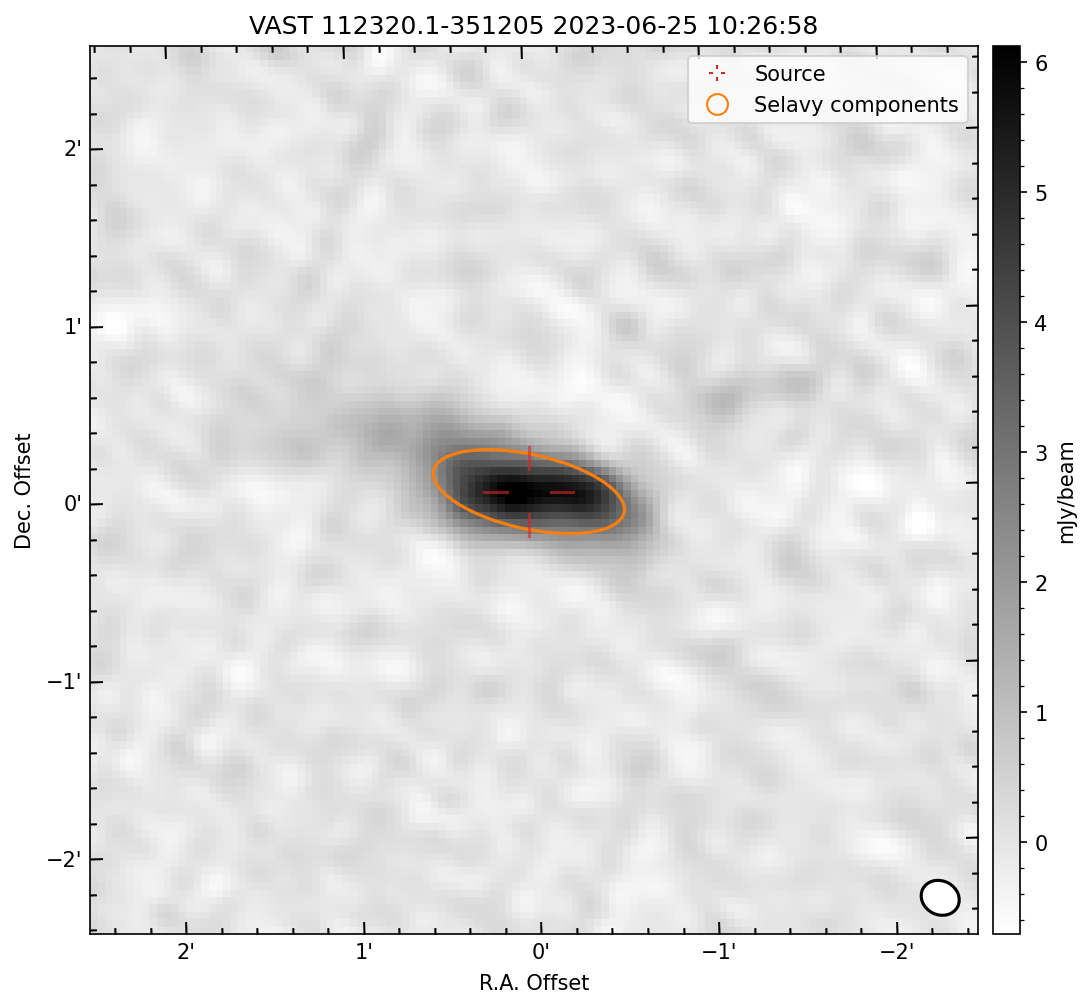 VAST 112320.1-351205 2023-06-25 10:26:58
Source
Selavy components
2'
1'
0'
−1'
−2'
Dec. Offset
2'
1'
0'
−1'
−2'
R.A. Offset
6
5
4
3
2
1
0
mJy/beam